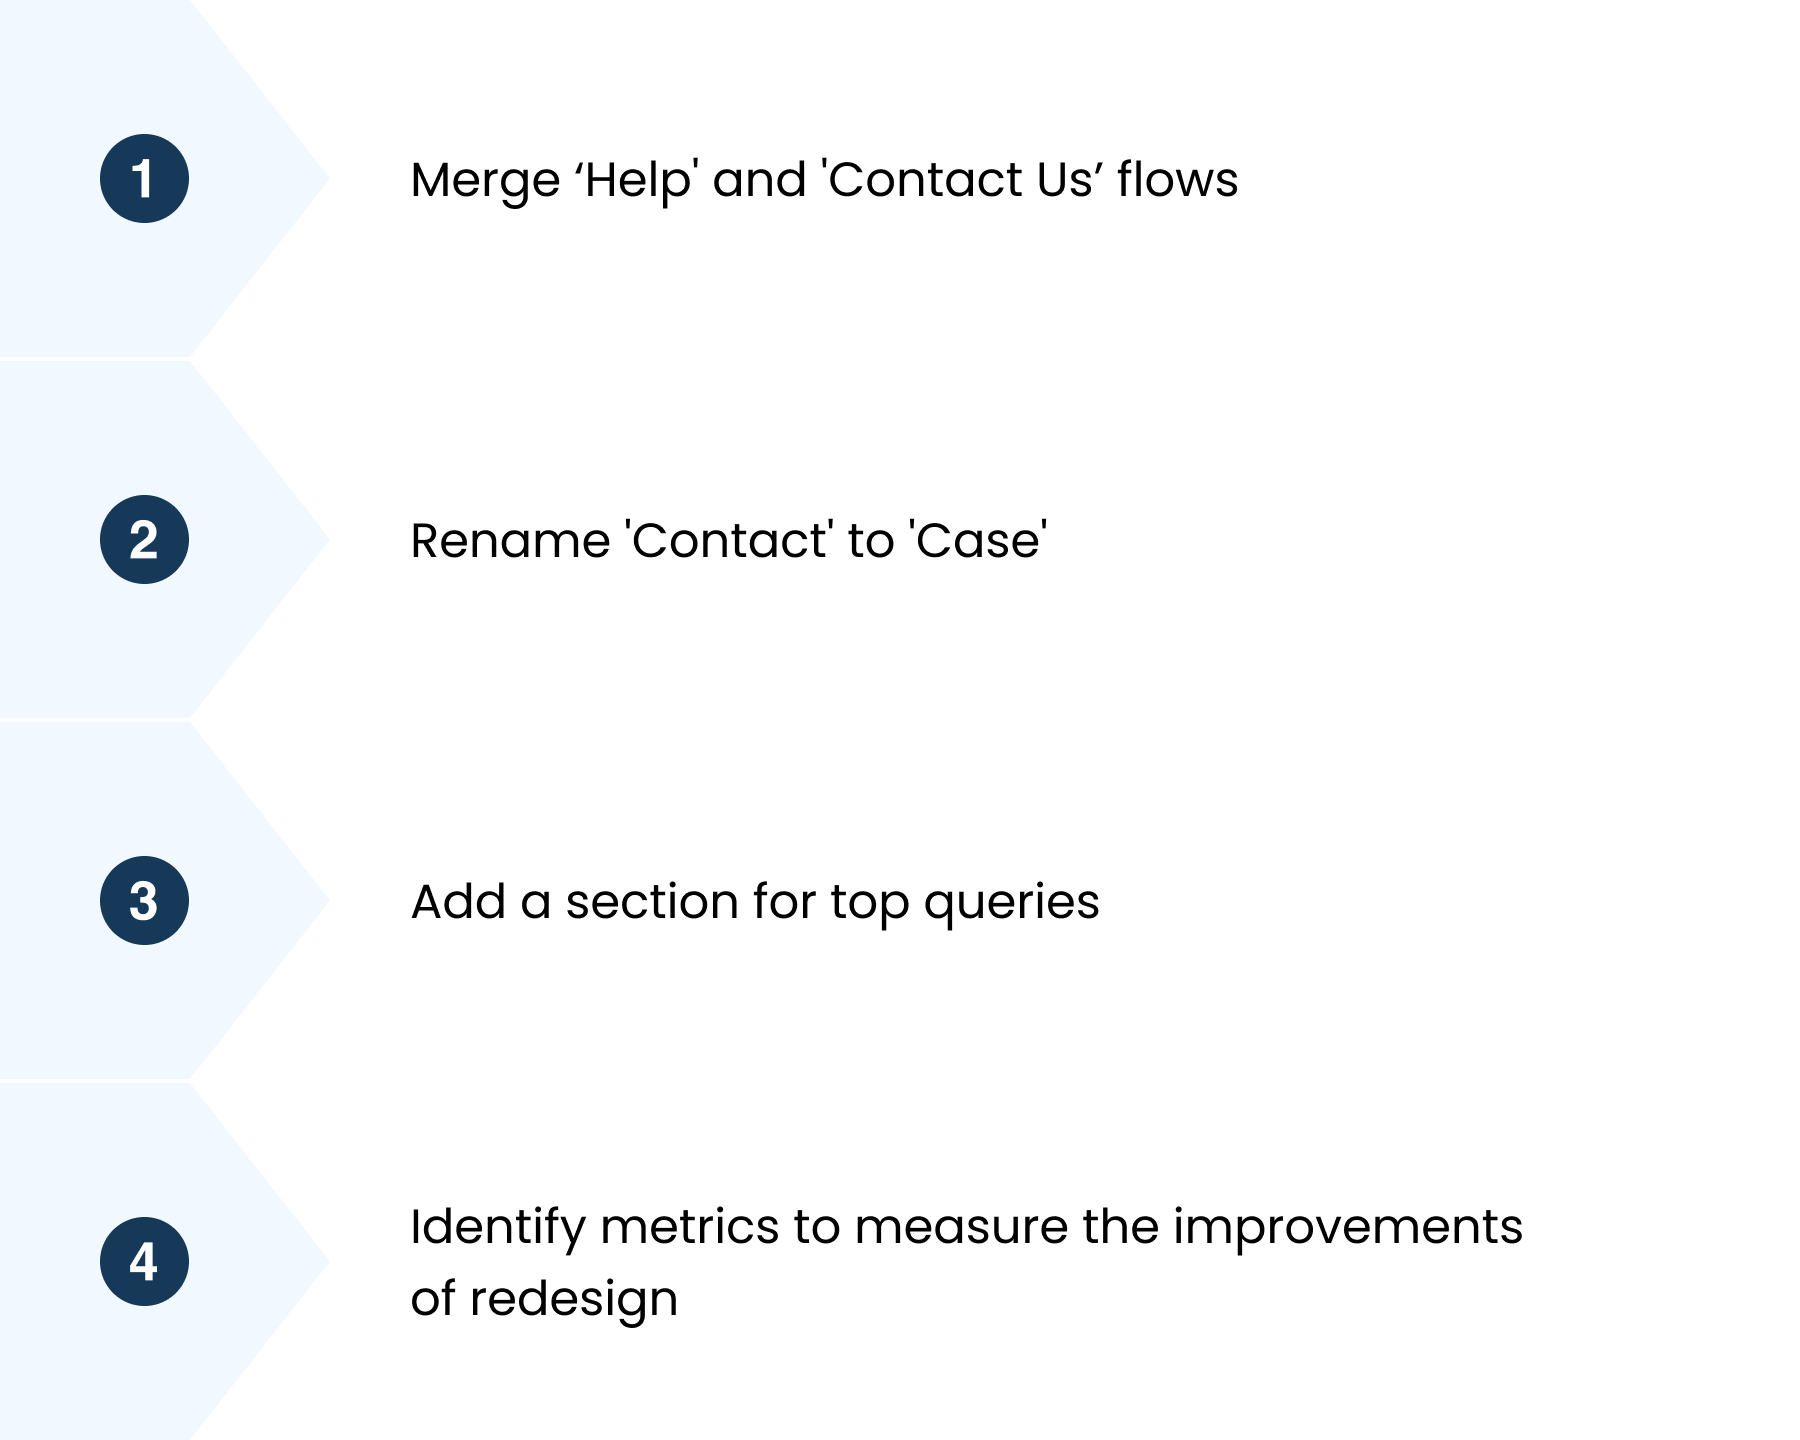 1
Merge ‘Help' and 'Contact Us’ flows
2
Rename 'Contact' to 'Case'
3
Add a section for top queries
4
Identify metrics to measure the improvements
of redesign